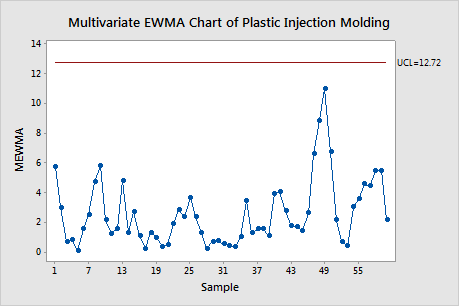 Multivariate EWMA Chart of Plastic Injection Molding
14
UCL=12.72
12
10
8
6
4
2
0
MEWMA
1 7 13 19 25 31 37 43 49 55
Sample